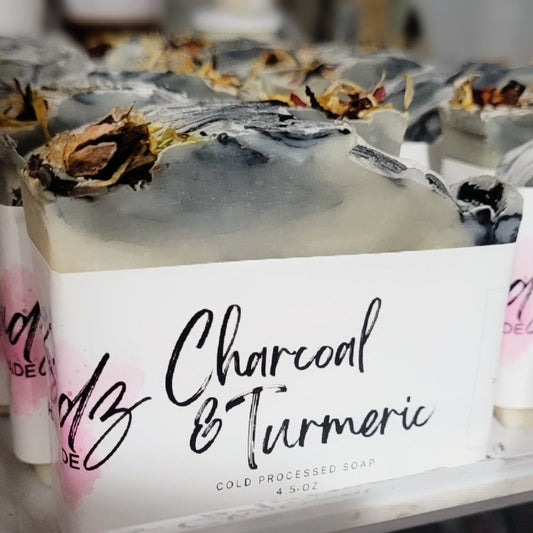 Charcoal
& Turmeric
COLD PROCESSED SOAP
4.5-OZ